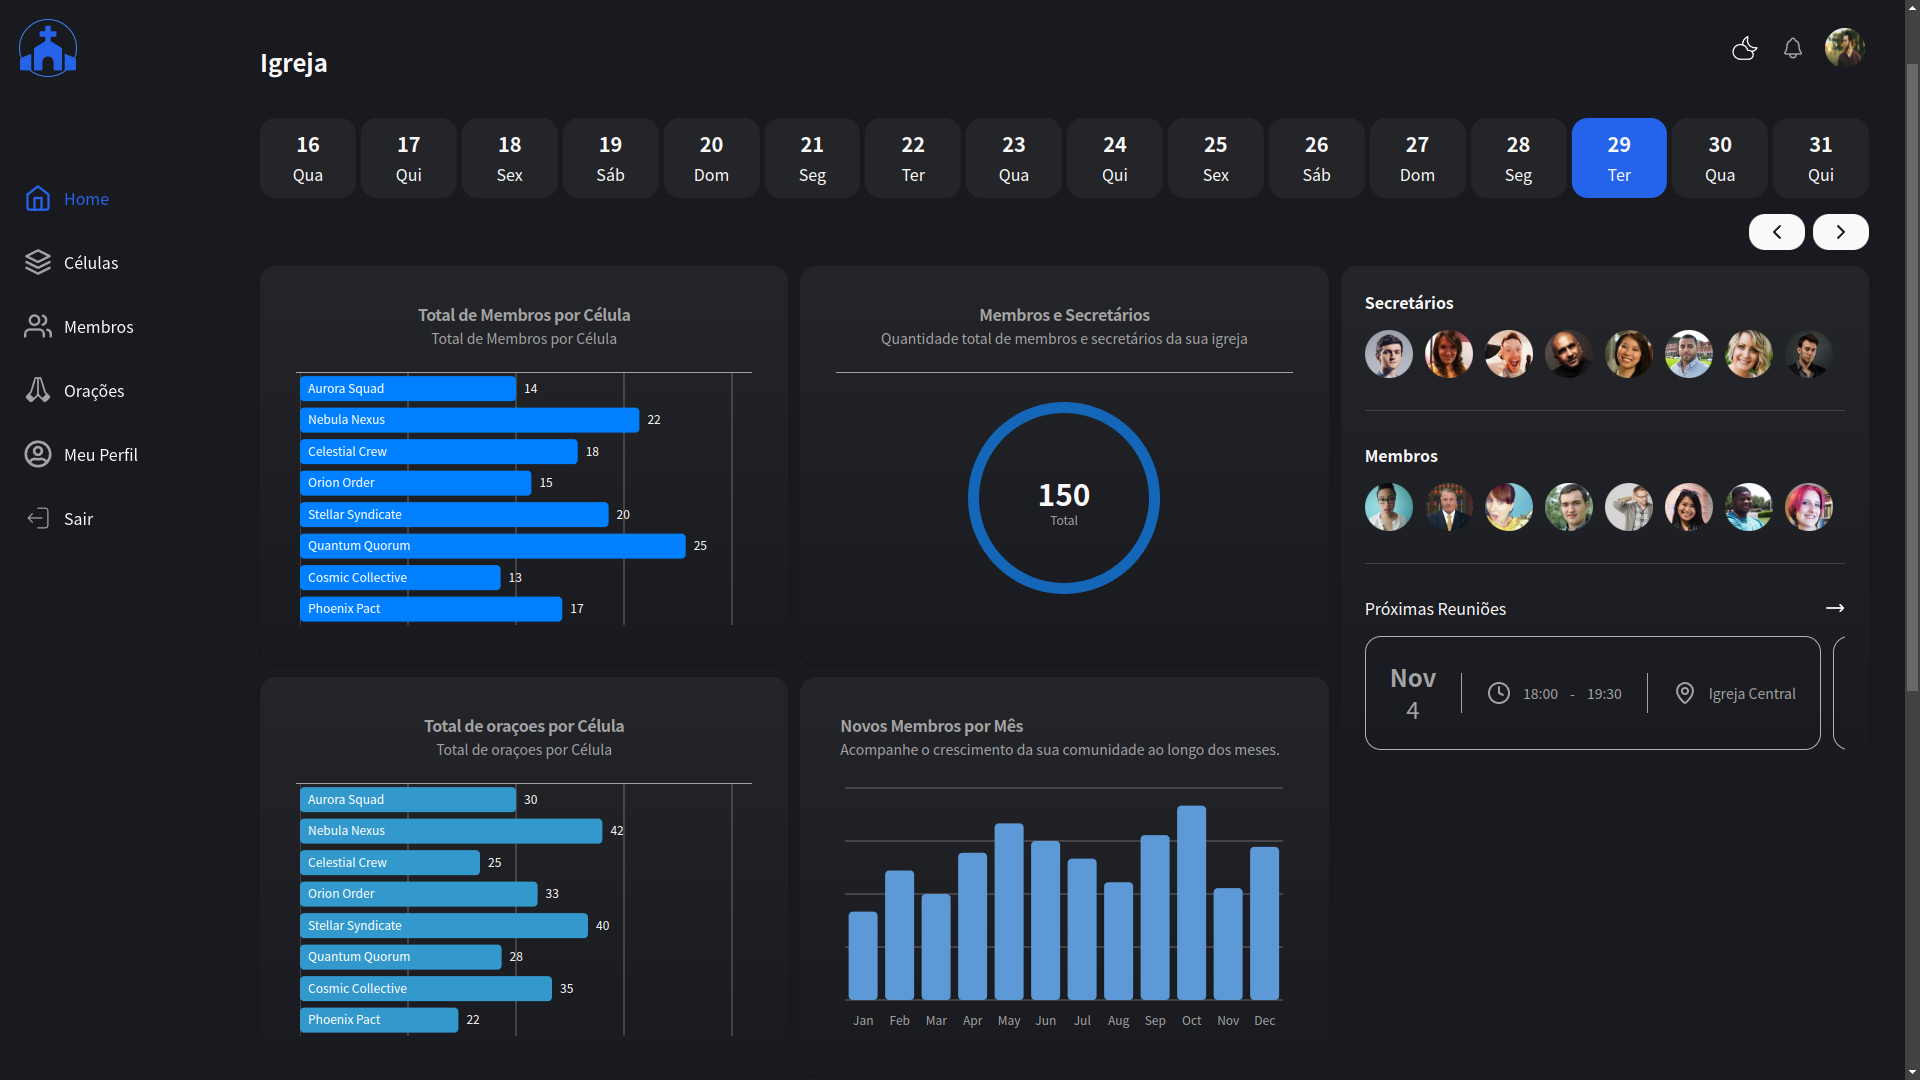 Igreja
16 17 18 19 20 21 22 23 24 25 26 27 28 29 30 31
Qua Qui Sex Sáb Dom Seg Ter Qua Qui Sex Sáb Dom Seg Ter Qua Qui
Home
Células
Membros
Orações
Meu Perfil
Sair
Total de Membros por Célula
Total de Membros por Célula
Aurora Squad 14
Nebula Nexus 22
Celestial Crew 18
Orion Order 15
Stellar Syndicate 20
Quantum Quorum 25
Cosmic Collective 13
Phoenix Pact 17
Membros e Secretários
Quantidade total de membros e secretários da sua igreja
150
Total
Secretários
Membros
Próximas Reuniões
Nov
4
18:00 - 19:30
Igreja Central
Total de oraçoes por Célula
Total de oraçoes por Célula
Aurora Squad 30
Nebula Nexus 42
Celestial Crew 25
Orion Order 33
Stellar Syndicate 40
Quantum Quorum 28
Cosmic Collective 35
Phoenix Pact 22
Novos Membros por Mês
Acompanhe o crescimento da sua comunidade ao longo dos meses.
Jan Feb Mar Apr May Jun Jul Aug Sep Oct Nov Dec